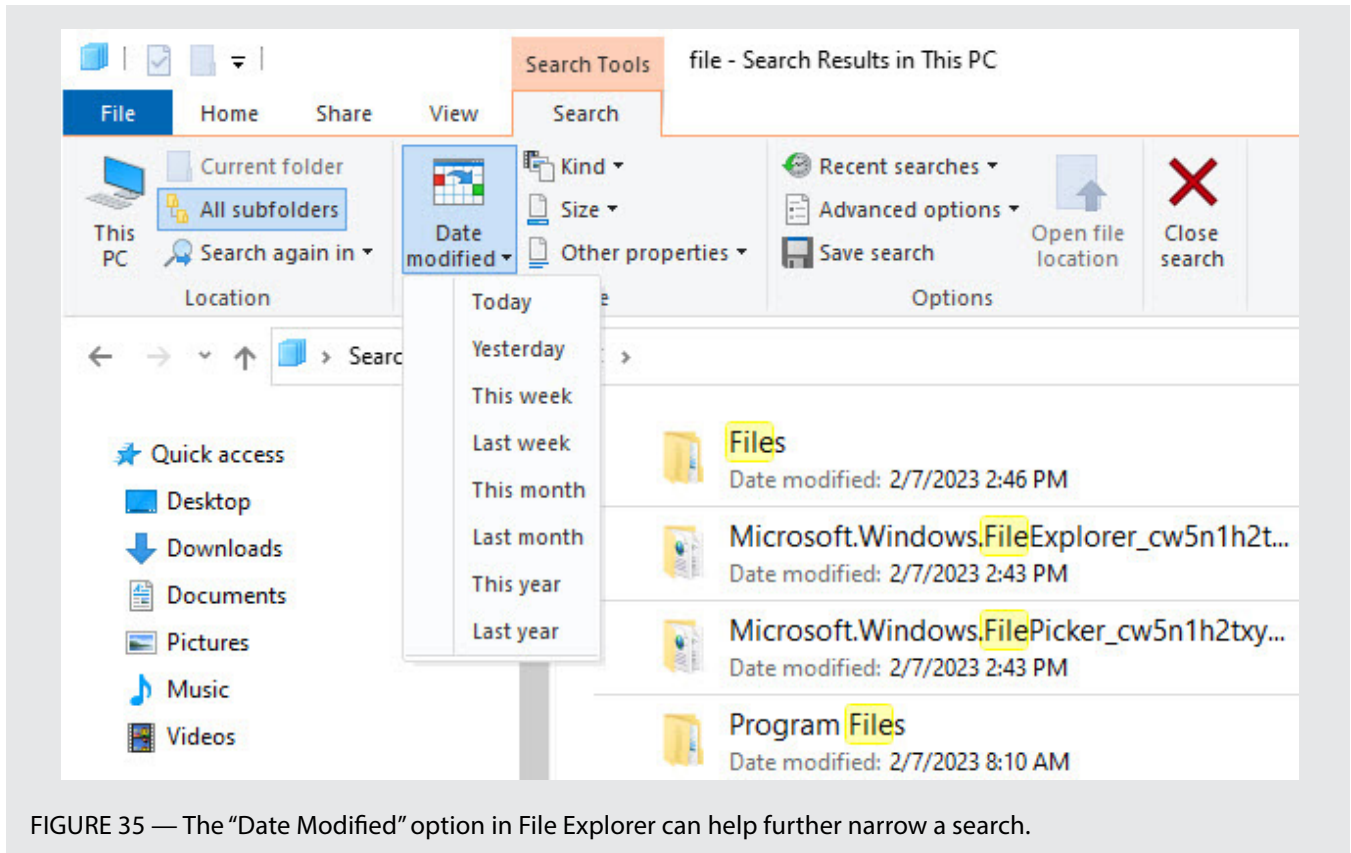 Search Tools file - Search Results in This PC
File Home Share View Search
Current folder
All subfolders
Search again in
This
PC
Location
Date
modified
Kind
Size
Other properties
Recent searches
Advanced options
Save search
Options
Open file
location
Close
search
Today
Yesterday
This week
Last week
This month
Last month
This year
Last year
Quick access
Desktop
Downloads
Documents
Pictures
Music
Videos
Files
Date modified: 2/7/2023 2:46 PM
Microsoft.Windows.FileExplorer_cw5n1h2t...
Date modified: 2/7/2023 2:43 PM
Microsoft.Windows.FilePicker_cw5n1h2txy...
Date modified: 2/7/2023 2:43 PM
Program Files
Date modified: 2/7/2023 8:10 AM
FIGURE 35 — The “Date Modified” option in File Explorer can help further narrow a search.